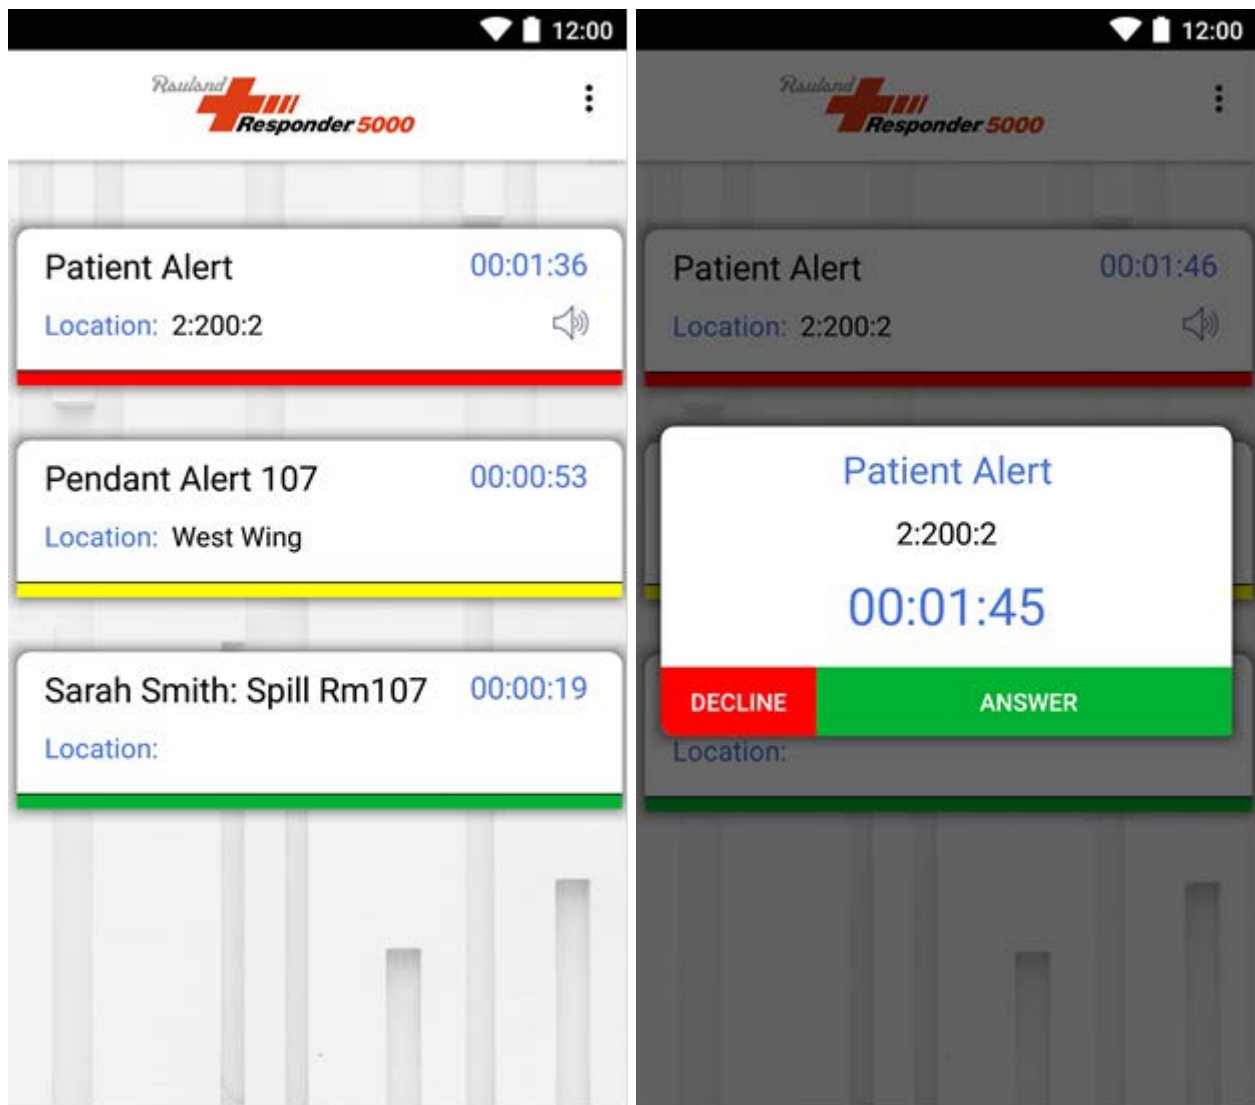 12:00
Rauland
Responder 5000
Patient Alert 00:01:36
Location: 2:200:2
Pendant Alert 107 00:00:53
Location: West Wing
Sarah Smith: Spill Rm107 00:00:19
Location:
12:00
Rauland
Responder 5000
Patient Alert 00:01:46
Location: 2:200:2
Patient Alert
2:200:2
00:01:45
DECLINE ANSWER
Location: